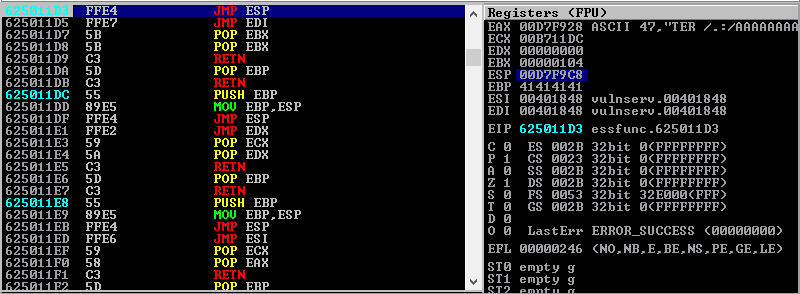 625011D3 FFE4 JMP ESP
625011D5 FFE7 JMP EDI
625011D7 5B POP EBX
625011D8 5B POP EBX
625011D9 C3 RETN
625011DA 5D POP EBP
625011DB C3 RETN
625011DC 55 PUSH EBP
625011DD 89E5 MOV EBP,ESP
625011DF FFE4 JMP ESP
625011E1 FFE2 JMP EDX
625011E3 59 POP ECX
625011E4 5A POP EDX
625011E5 C3 RETN
625011E6 5D POP EBP
625011E7 C3 RETN
625011E8 55 PUSH EBP
625011E9 89E5 MOV EBP,ESP
625011EB FFE4 JMP ESP
625011ED FFE6 JMP ESI
625011EF 59 POP ECX
625011F0 58 POP EAX
625011F1 C3 RETN
625011F2 5D POP EBP
Registers (FPU)
EAX 00D7F928 ASCII 47,"TER /.:/AAAAAAAA
ECX 00B711DC
EDX 00000000
EBX 00000104
ESP 00D7F9C8
EBP 41414141
ESI 00401848 vulnserv.00401848
EDI 00401848 vulnserv.00401848
EIP 625011D3 essfunc.625011D3
C 0 ES 002B 32bit 0(FFFFFFFF)
P 1 CS 0023 32bit 0(FFFFFFFF)
A 0 SS 002B 32bit 0(FFFFFFFF)
Z 1 DS 002B 32bit 0(FFFFFFFF)
S 0 FS 0053 32bit 32E000(FFF)
T 0 GS 002B 32bit 0(FFFFFFFF)
D 0
O 0 LastErr ERROR_SUCCESS (00000000)
EFL 00000246 (NO,NB,E,BE,NS,PE,GE,LE)
ST0 empty g
ST1 empty g
ST2 empty g